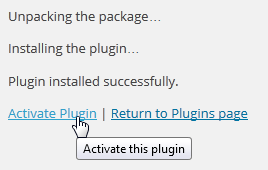 Unpacking the package…
Installing the plugin…
Plugin installed successfully.
Activate Plugin | Return to Plugins page
Activate this plugin